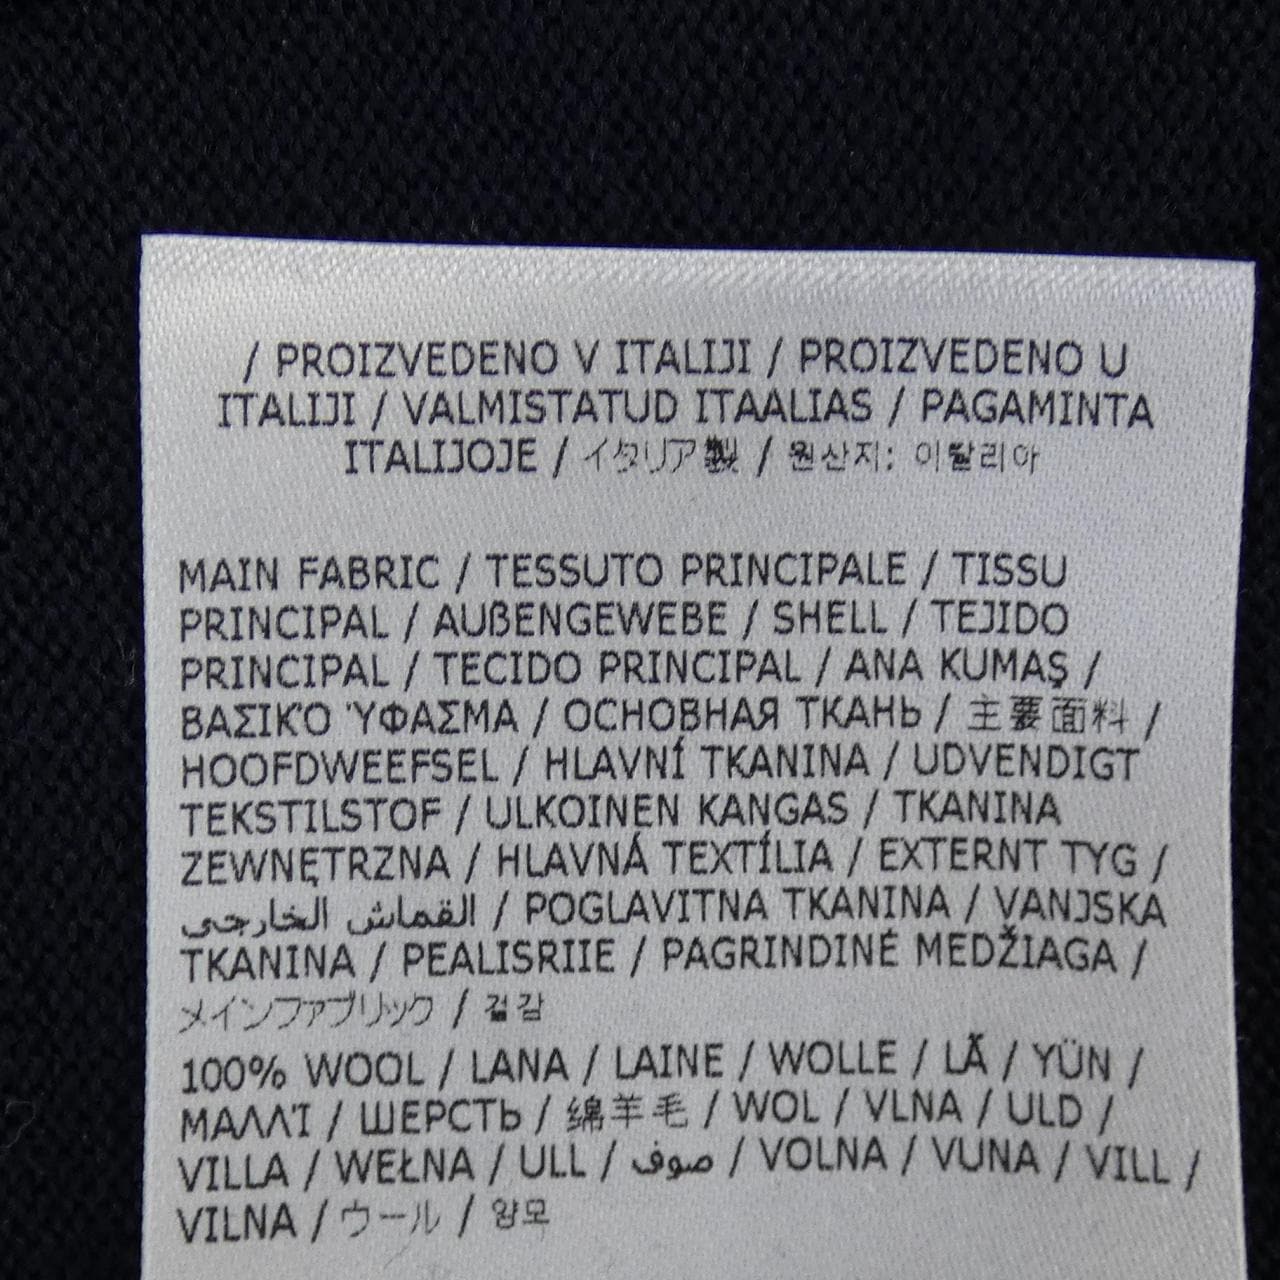 / PROIZVEDENO V ITALIJI / PROIZVEDENO U
ITALIJI / VALMISTATUD ITAALIAS / PAGAMINTA
ITALIJOJE / イタリア製 / 원산지: 이탈리아
MAIN FABRIC / TESSUTO PRINCIPALE / TISSU
PRINCIPAL / AUßENGEWEBE / SHELL / TEJIDO
PRINCIPAL / TECIDO PRINCIPAL / ANA KUMAŞ /
ΒΑΣΙΚΌ ΎΦΑΣΜΑ / ОСНОВНАЯ ТКАНЬ / 主要面料 /
HOOFDWEEFSEL / HLAVNÍ TKANINA / UDVENDIGT
TEKSTILSTOF / ULKOINEN KANGAS / TKANINA
ZEWNĘTRZNA / HLAVNÁ TEXTÍLIA / EXTERNT TYG /
القماش الخارجي / POGLAVITNA TKANINA / VANJSKA
TKANINA / PEALISRIIE / PAGRINDINĖ MEDŽIAGA /
メインファブリック / 겉감
100% WOOL / LANA / LAINE / WOLLE / LÃ / YÜN /
ΜΑΛΛΊ / ШЕРСТЬ / 绵羊毛 / WOL / VLNA / ULD /
VILLA / WEŁNA / ULL / صوف / VOLNA / VUNA / VILL /
VILNA / ウール / 양모